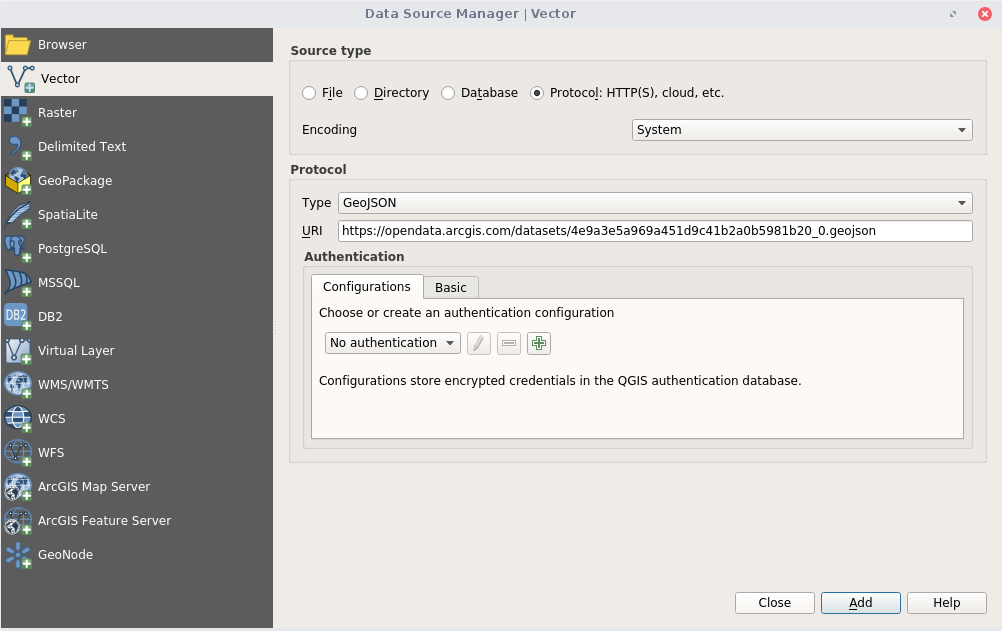 Data Source Manager | Vector
Browser
Vector
Raster
Delimited Text
GeoPackage
SpatiaLite
PostgreSQL
MSSQL
DB2 DB2
Virtual Layer
WMS/WMTS
WCS
WFS
ArcGIS Map Server
ArcGIS Feature Server
GeoNode
Source type
File Directory Database Protocol: HTTP(S), cloud, etc.
Encoding System
Protocol
Type GeoJSON
URI https://opendata.arcgis.com/datasets/4e9a3e5a969a451d9c41b2a0b5981b20_0.geojson
Authentication
Configurations Basic
Choose or create an authentication configuration
No authentication
Configurations store encrypted credentials in the QGIS authentication database.
Close Add Help